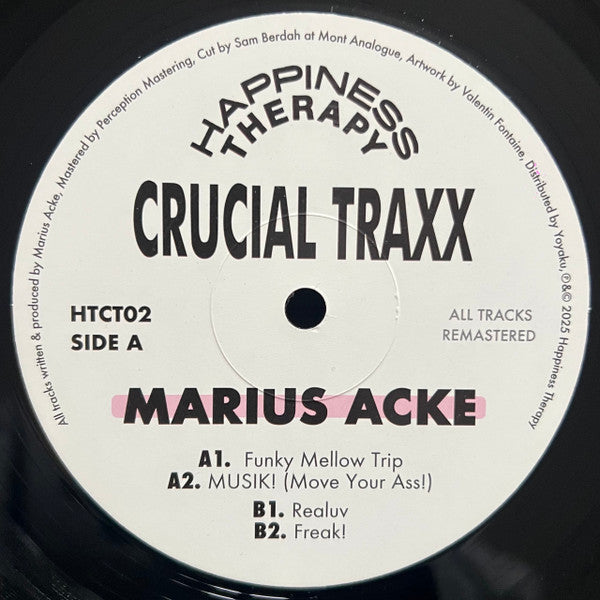 All tracks written & produced by Marius Acke, Mastered by Perception Mastering, Cut by Sam Berdah at Mont Analogue, Artwork by Valentin Fontaine, Distributed by Yoyaku, ℗&© 2025 Happiness Therapy
HAPPINESS
THERAPY
CRUCIAL TRAXX
HTCT02
SIDE A
ALL TRACKS
REMASTERED
MARIUS ACKE
A1. Funky Mellow Trip
A2. MUSIK! (Move Your Ass!)
B1. Realuv
B2. Freak!